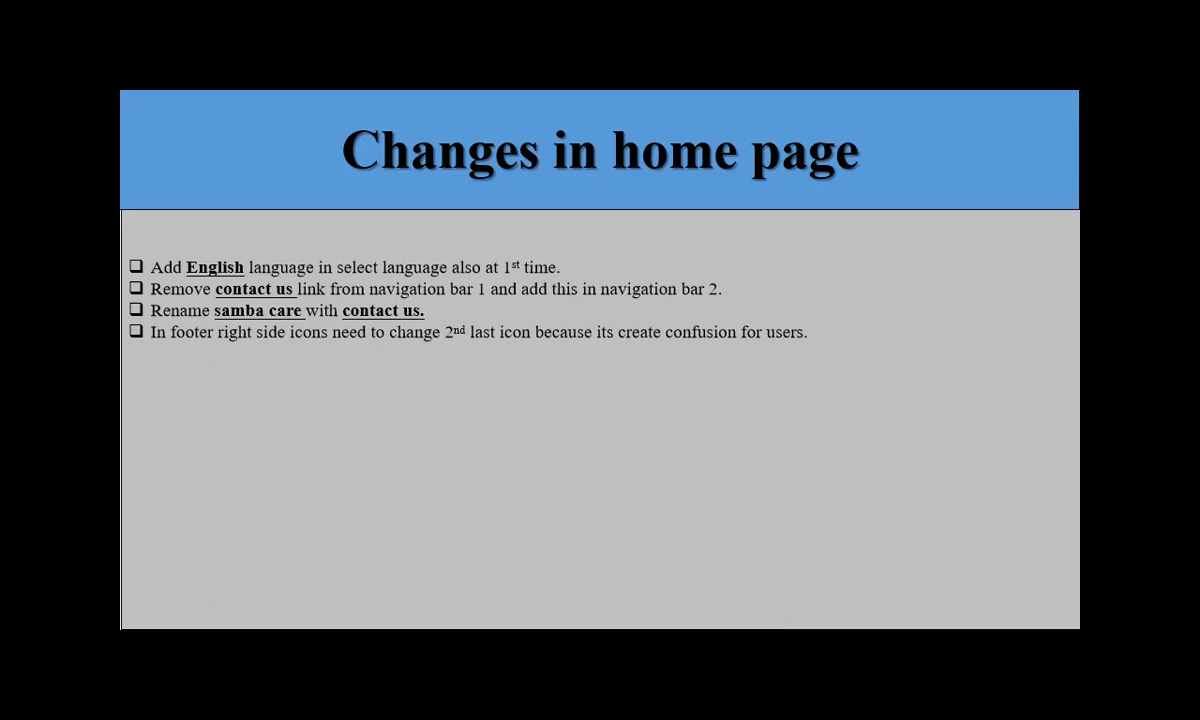 Changes in home page
❑ Add English language in select language also at 1st time.
❑ Remove contact us link from navigation bar 1 and add this in navigation bar 2.
❑ Rename samba care with contact us.
❑ In footer right side icons need to change 2nd last icon because its create confusion for users.